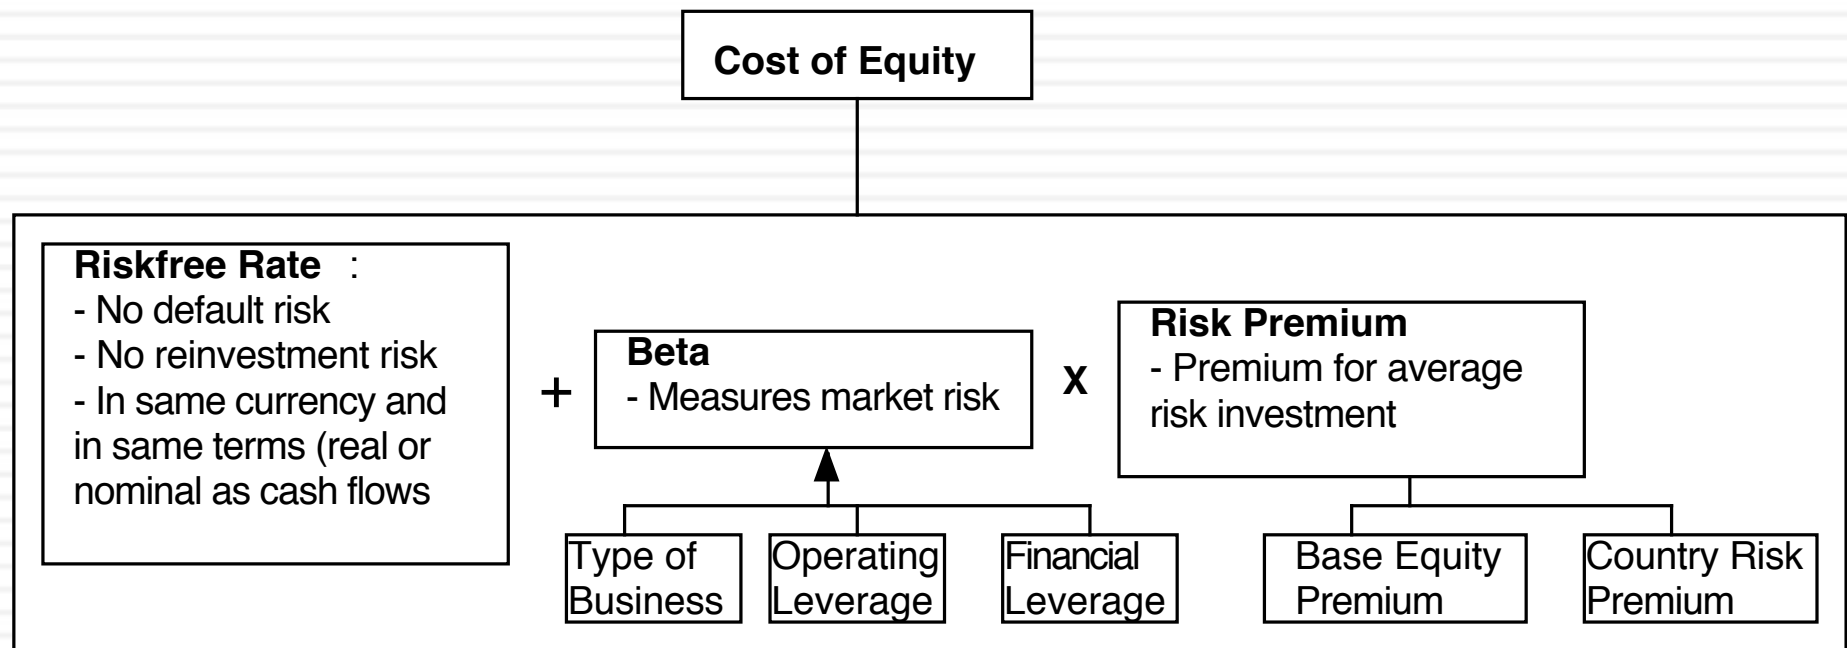 Cost of Equity
Riskfree Rate :
- No default risk
- No reinvestment risk
- In same currency and
in same terms (real or
nominal as cash flows
+
Beta
- Measures market risk
X
Risk Premium
- Premium for average
risk investment
Type of
Business
Operating
Leverage
Financial
Leverage
Base Equity
Premium
Country Risk
Premium